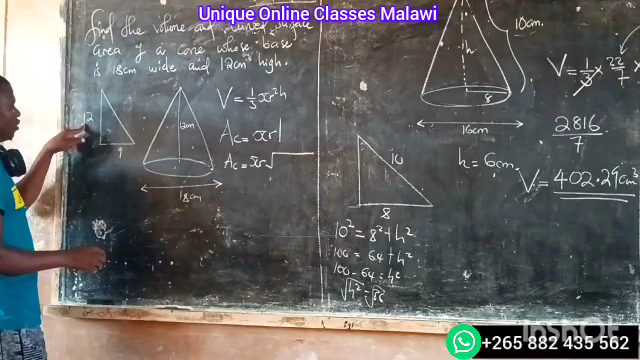 Unique Online Classes Malawi
Find the volume and curved surface
area of a cone whose base
is 18cm wide and 12cm high.
12
9
12cm
18cm
V = 1/3 πr²h
Ac = πrl
Ac = πr√
10cm
h
8
16cm
10
8
h = 6cm
10² = 8² + h²
100 = 64 + h²
100 - 64 = h²
√h² = √36
V = 1/3 × 22/7 ×
2816/7
V = 402.29cm³
InShOt
+265 882 435 562